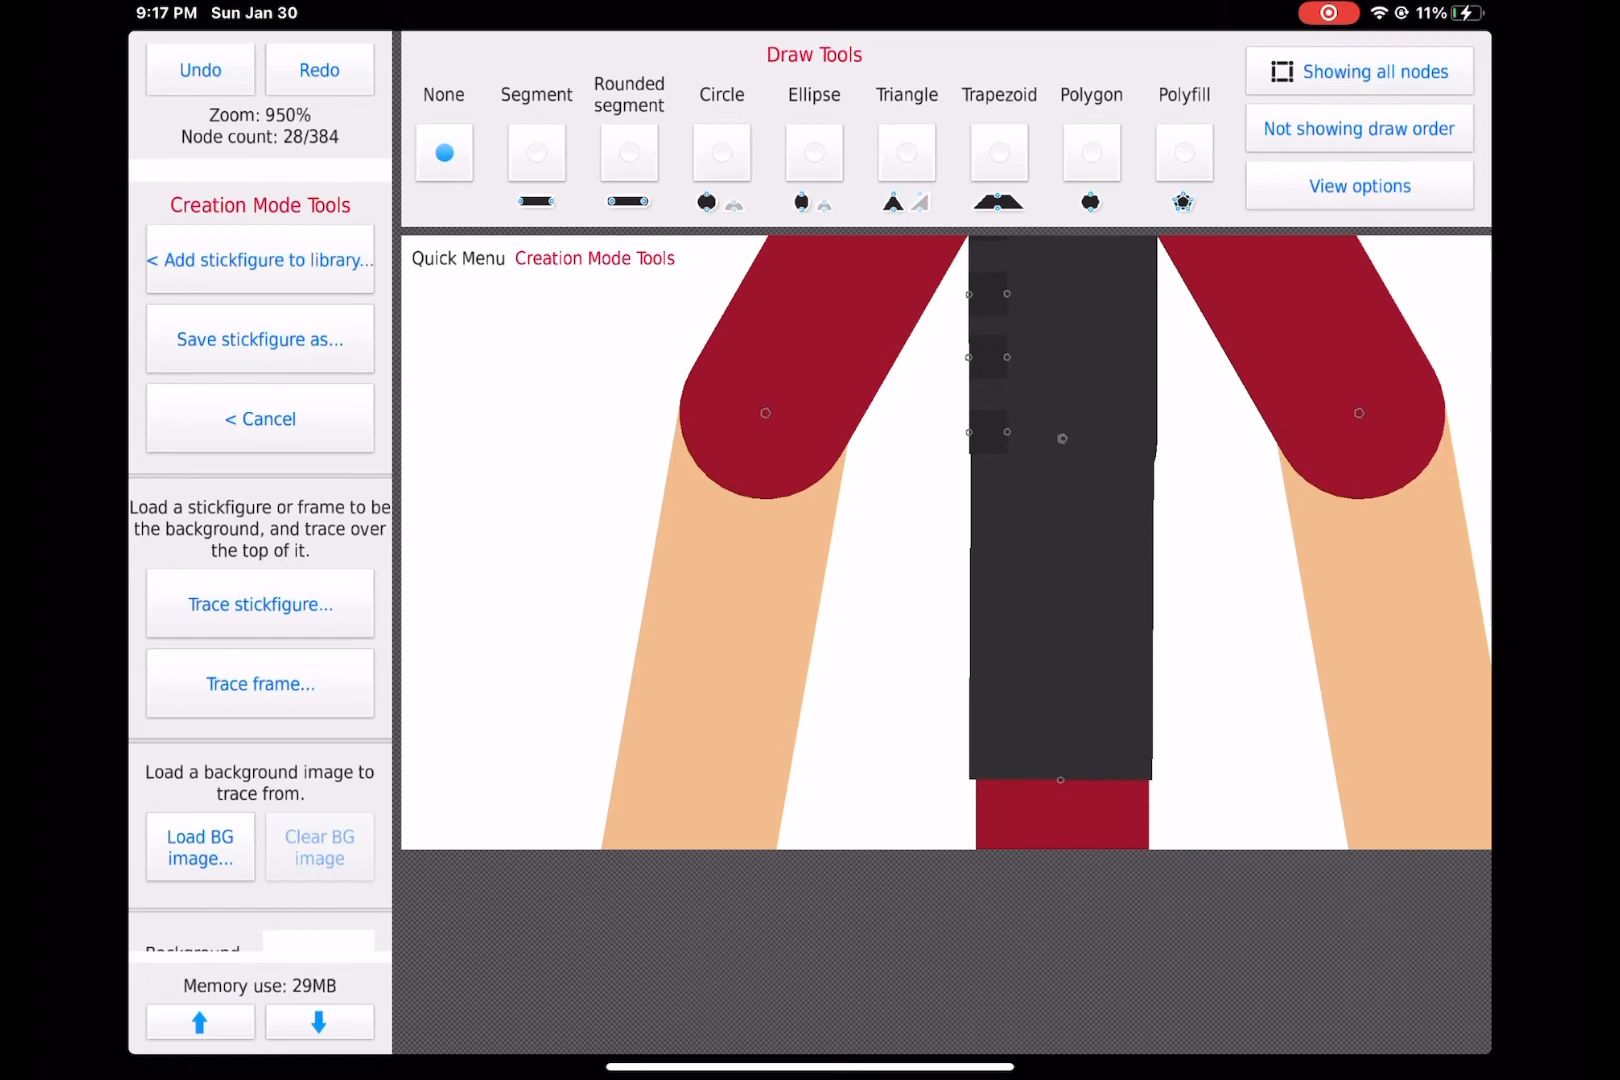 9:17 PM Sun Jan 30
11%
Undo
Redo
Zoom: 950%
Node count: 28/384
Creation Mode Tools
< Add stickfigure to library...
Save stickfigure as...
< Cancel
Load a stickfigure or frame to be
the background, and trace over
the top of it.
Trace stickfigure...
Trace frame...
Load a background image to
trace from.
Load BG
image...
Clear BG
image
Background
Memory use: 29MB
Draw Tools
None
Segment
Rounded
segment
Circle
Ellipse
Triangle
Trapezoid
Polygon
Polyfill
Showing all nodes
Not showing draw order
View options
Quick Menu Creation Mode Tools